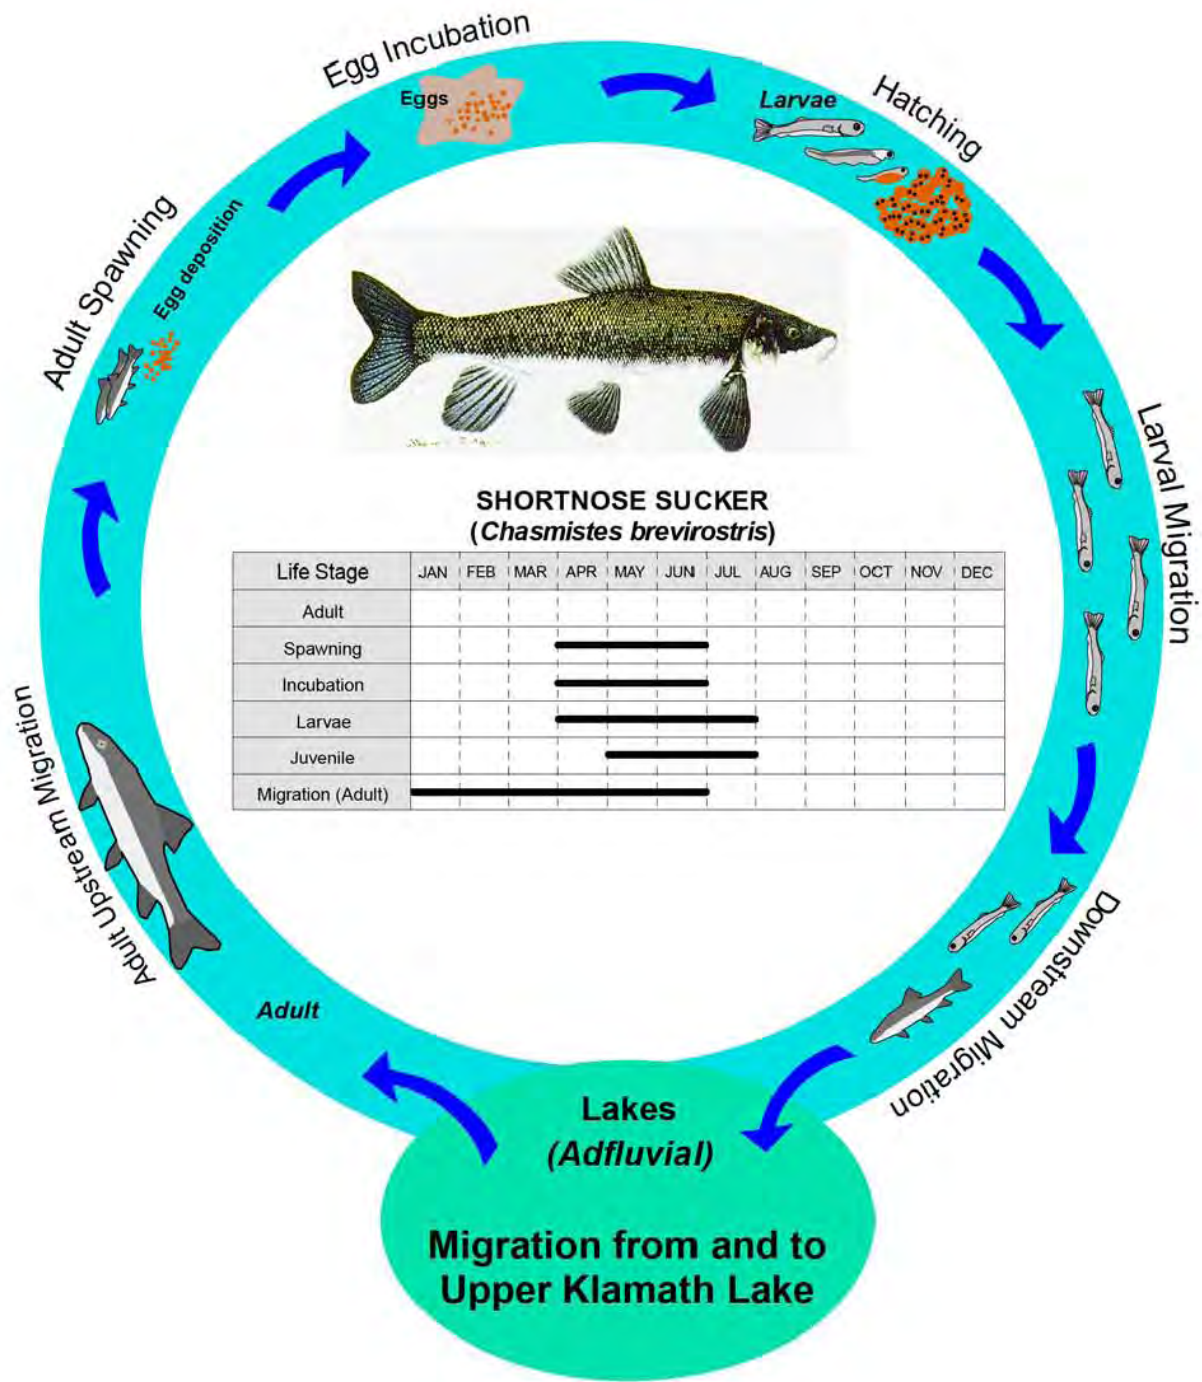 Egg Incubation
Eggs
Larvae
Hatching
Adult Spawning
Egg deposition
Larval Migration
SHORTNOSE SUCKER
(Chasmistes brevirostris)
Life Stage JAN FEB MAR APR MAY JUN JUL AUG SEP OCT NOV DEC
Adult
Spawning
Incubation
Larvae
Juvenile
Migration (Adult)
Adult Upstream Migration
Downstream Migration
Adult
Lakes
(Adfluvial)
Migration from and to
Upper Klamath Lake